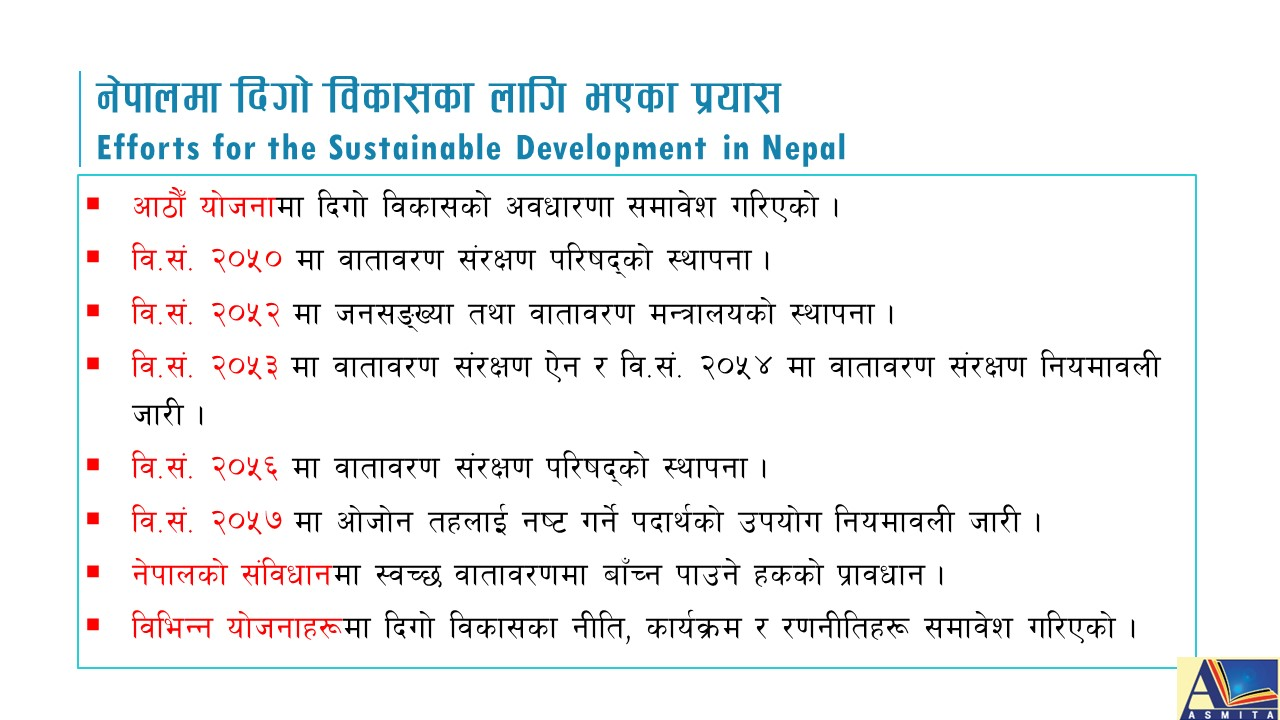 नेपालमा दिगो विकासका लागि भएका प्रयास
Efforts for the Sustainable Development in Nepal
▪ आठौँ योजनामा दिगो विकासको अवधारणा समावेश गरिएको ।
▪ वि.सं. २०५० मा वातावरण संरक्षण परिषद्को स्थापना ।
▪ वि.सं. २०५२ मा जनसङ्ख्या तथा वातावरण मन्त्रालयको स्थापना ।
▪ वि.सं. २०५३ मा वातावरण संरक्षण ऐन र वि.सं. २०५४ मा वातावरण संरक्षण नियमावली
जारी ।
▪ वि.सं. २०५६ मा वातावरण संरक्षण परिषद्को स्थापना ।
▪ वि.सं. २०५७ मा ओजोन तहलाई नष्ट गर्ने पदार्थको उपयोग नियमावली जारी ।
▪ नेपालको संविधानमा स्वच्छ वातावरणमा बाँच्न पाउने हकको प्रावधान ।
▪ विभिन्न योजनाहरूमा दिगो विकासका नीति, कार्यक्रम र रणनीतिहरू समावेश गरिएको ।
ASMITA